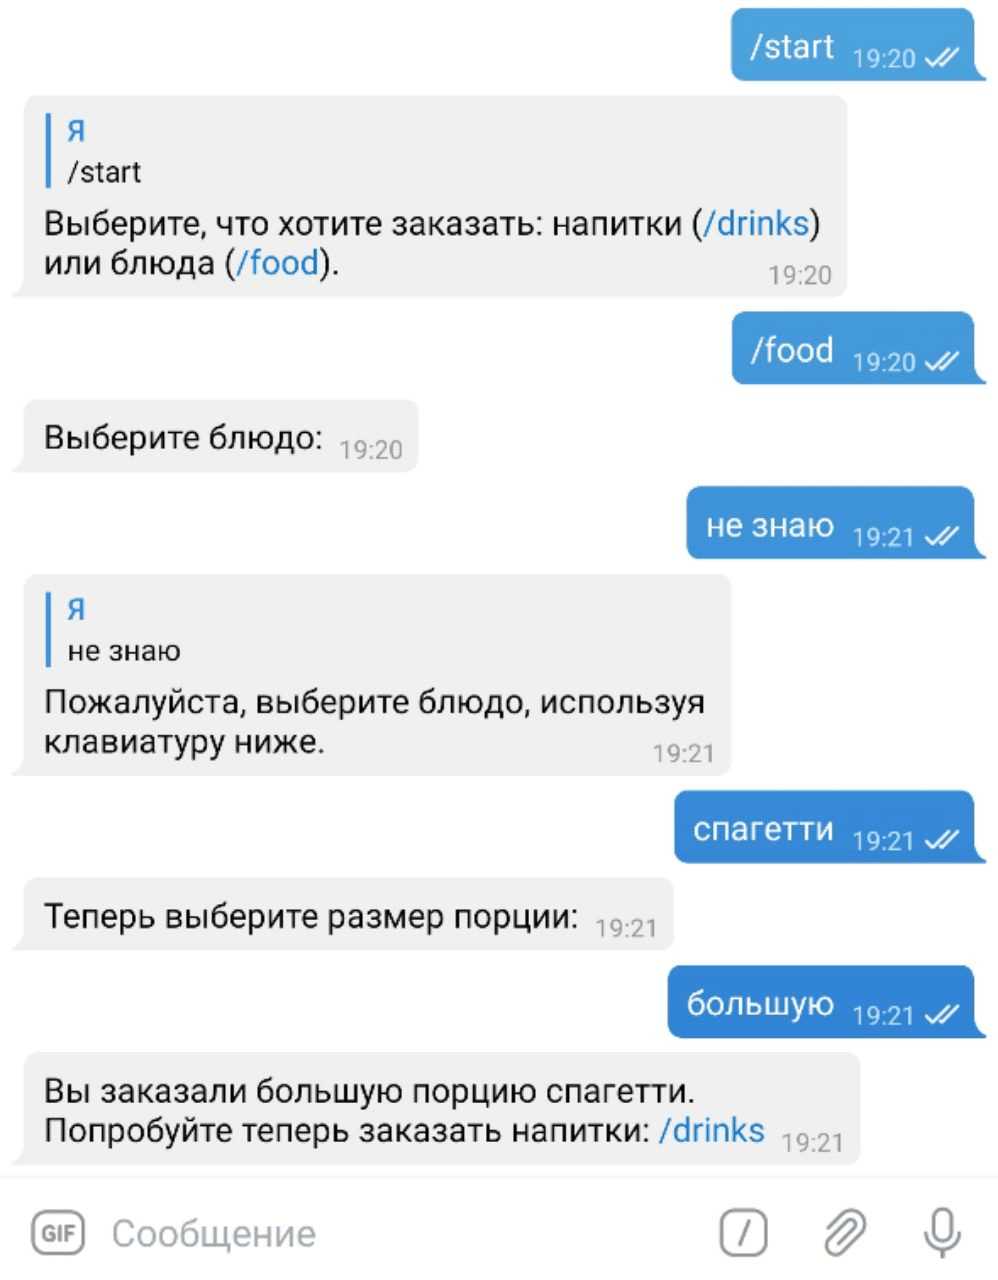 /start 19:20
Я
/start
Выберите, что хотите заказать: напитки (/drinks)
или блюда (/food).
19:20
/food 19:20
Выберите блюдо: 19:20
не знаю 19:21
Я
не знаю
Пожалуйста, выберите блюдо, используя
клавиатуру ниже.
19:21
спагетти 19:21
Теперь выберите размер порции: 19:21
большую 19:21
Вы заказали большую порцию спагетти.
Попробуйте теперь заказать напитки: /drinks 19:21
GIF Сообщение /